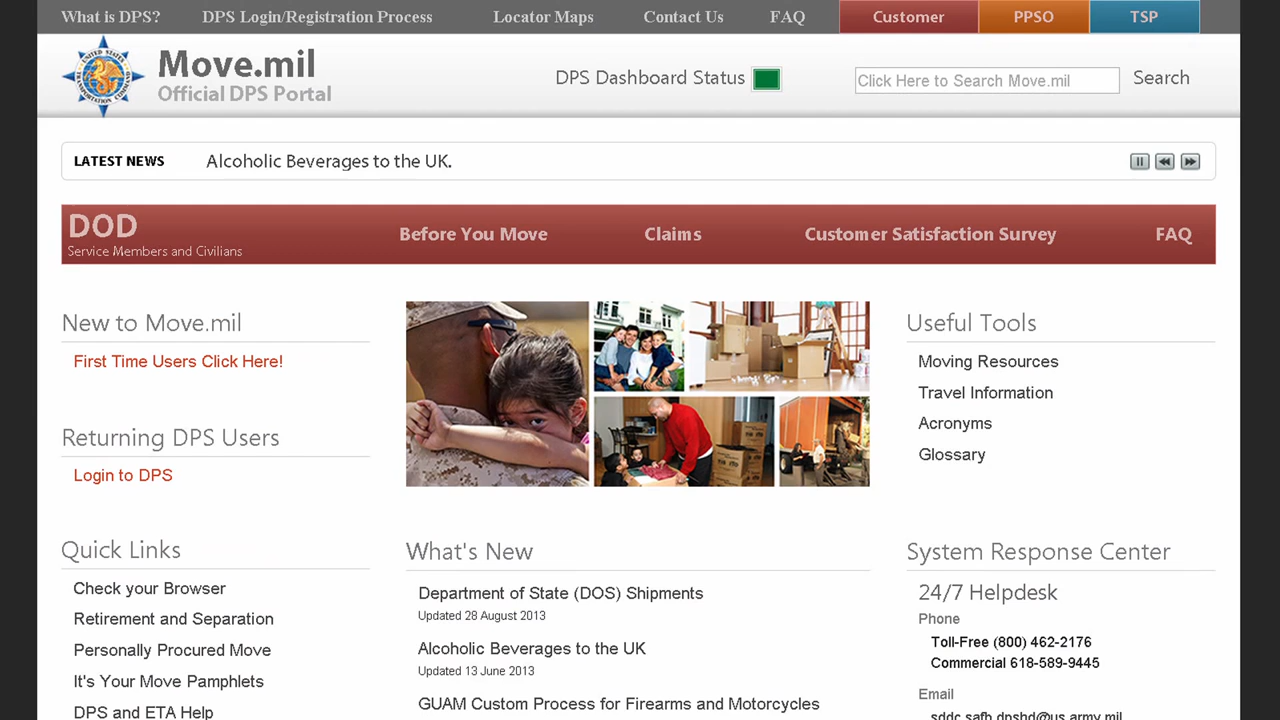 What is DPS? DPS Login/Registration Process Locator Maps Contact Us FAQ Customer PPSO TSP
Move.mil
Official DPS Portal
DPS Dashboard Status
Click Here to Search Move.mil
Search
LATEST NEWS Alcoholic Beverages to the UK.
DOD
Service Members and Civilians
Before You Move Claims Customer Satisfaction Survey FAQ
New to Move.mil
First Time Users Click Here!
Returning DPS Users
Login to DPS
Useful Tools
Moving Resources
Travel Information
Acronyms
Glossary
Quick Links
Check your Browser
Retirement and Separation
Personally Procured Move
It's Your Move Pamphlets
DPS and ETA Help
What's New
Department of State (DOS) Shipments
Updated 28 August 2013
Alcoholic Beverages to the UK
Updated 13 June 2013
GUAM Custom Process for Firearms and Motorcycles
System Response Center
24/7 Helpdesk
Phone
Toll-Free (800) 462-2176
Commercial 618-589-9445
Email
sddc.safb.dpshd@us.army.mil